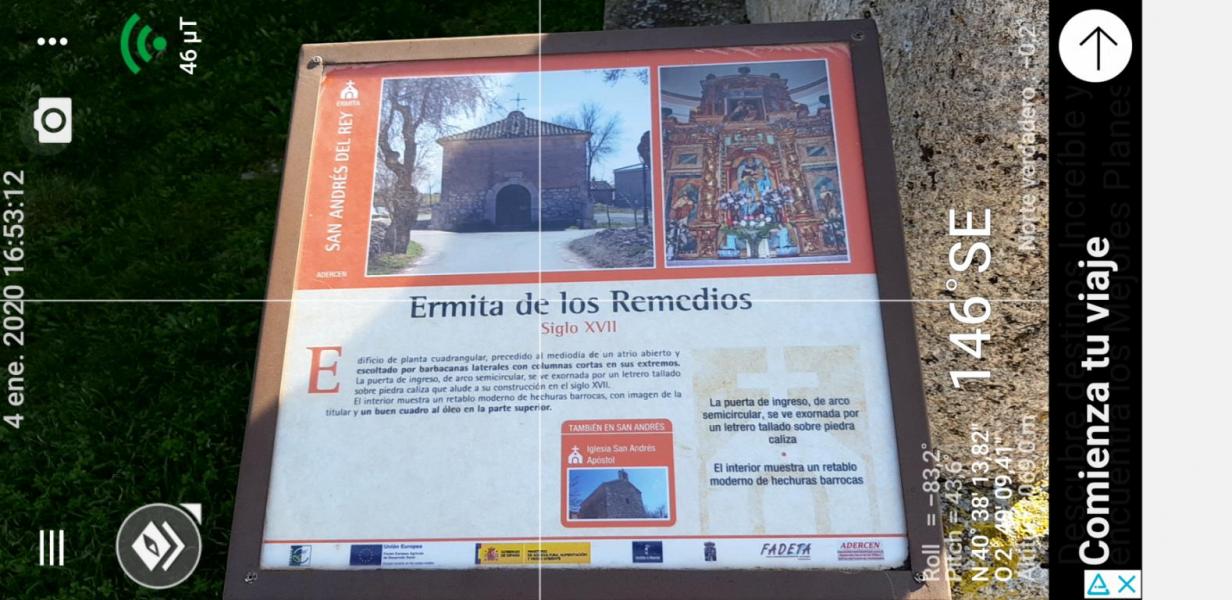 4 ene. 2020 16:53:12
46 µT
SAN ANDRÉS DEL REY
ERMITA
ADERCEN
Ermita de los Remedios
Siglo XVII
Edificio de planta cuadrangular, precedido al mediodía de un atrio abierto y
escoltado por barbacanas laterales con columnas cortas en sus extremos.
La puerta de ingreso, de arco semicircular, se ve exornada por un letrero tallado
sobre piedra caliza que alude a su construcción en el siglo XVII.
El interior muestra un retablo moderno de hechuras barrocas, con imagen de la
titular y un buen cuadro al óleo en la parte superior.
TAMBIÉN EN SAN ANDRÉS
Iglesia San Andrés
Apóstol
La puerta de ingreso, de arco
semicircular, se ve exornada por
un letrero tallado sobre piedra
caliza
El interior muestra un retablo
moderno de hechuras barrocas
Unión Europea
FADETA
ADERCEN
Roll = -83,2°
N 40° 38' 13,82"
146°SE
Norte verdadero
Comienza tu viaje